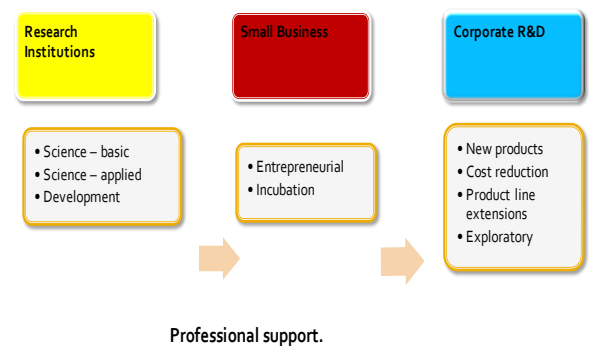 Research
Institutions
Small Business
Corporate R&D
• Science – basic
• Science – applied
• Development
• Entrepreneurial
• Incubation
• New products
• Cost reduction
• Product line
extensions
• Exploratory
Professional support.